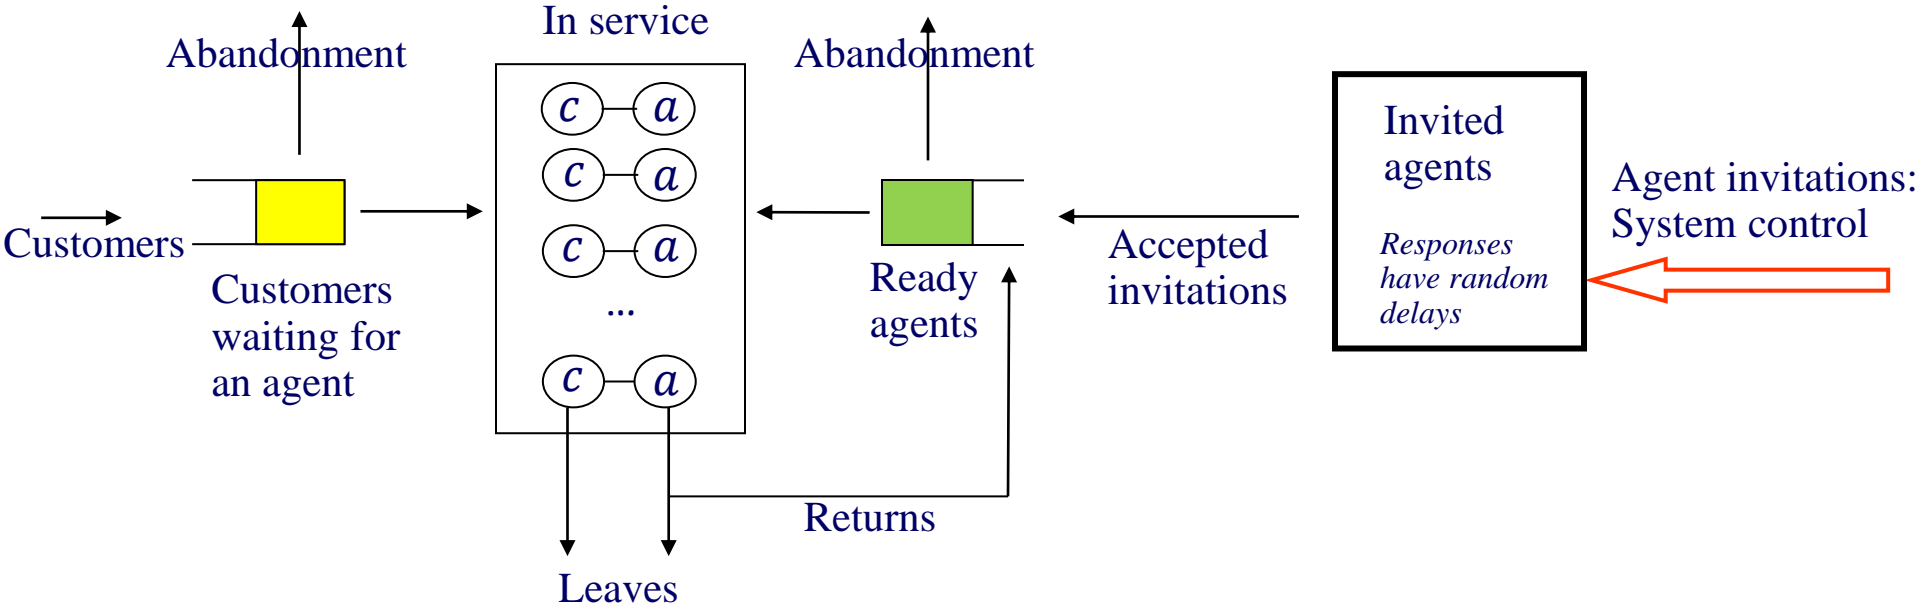 In service
Abandonment
Abandonment
c a
c a
c a
...
c a
Customers
Customers
waiting for
an agent
Ready
agents
Accepted
invitations
Invited
agents
Responses
have random
delays
Agent invitations:
System control
Returns
Leaves